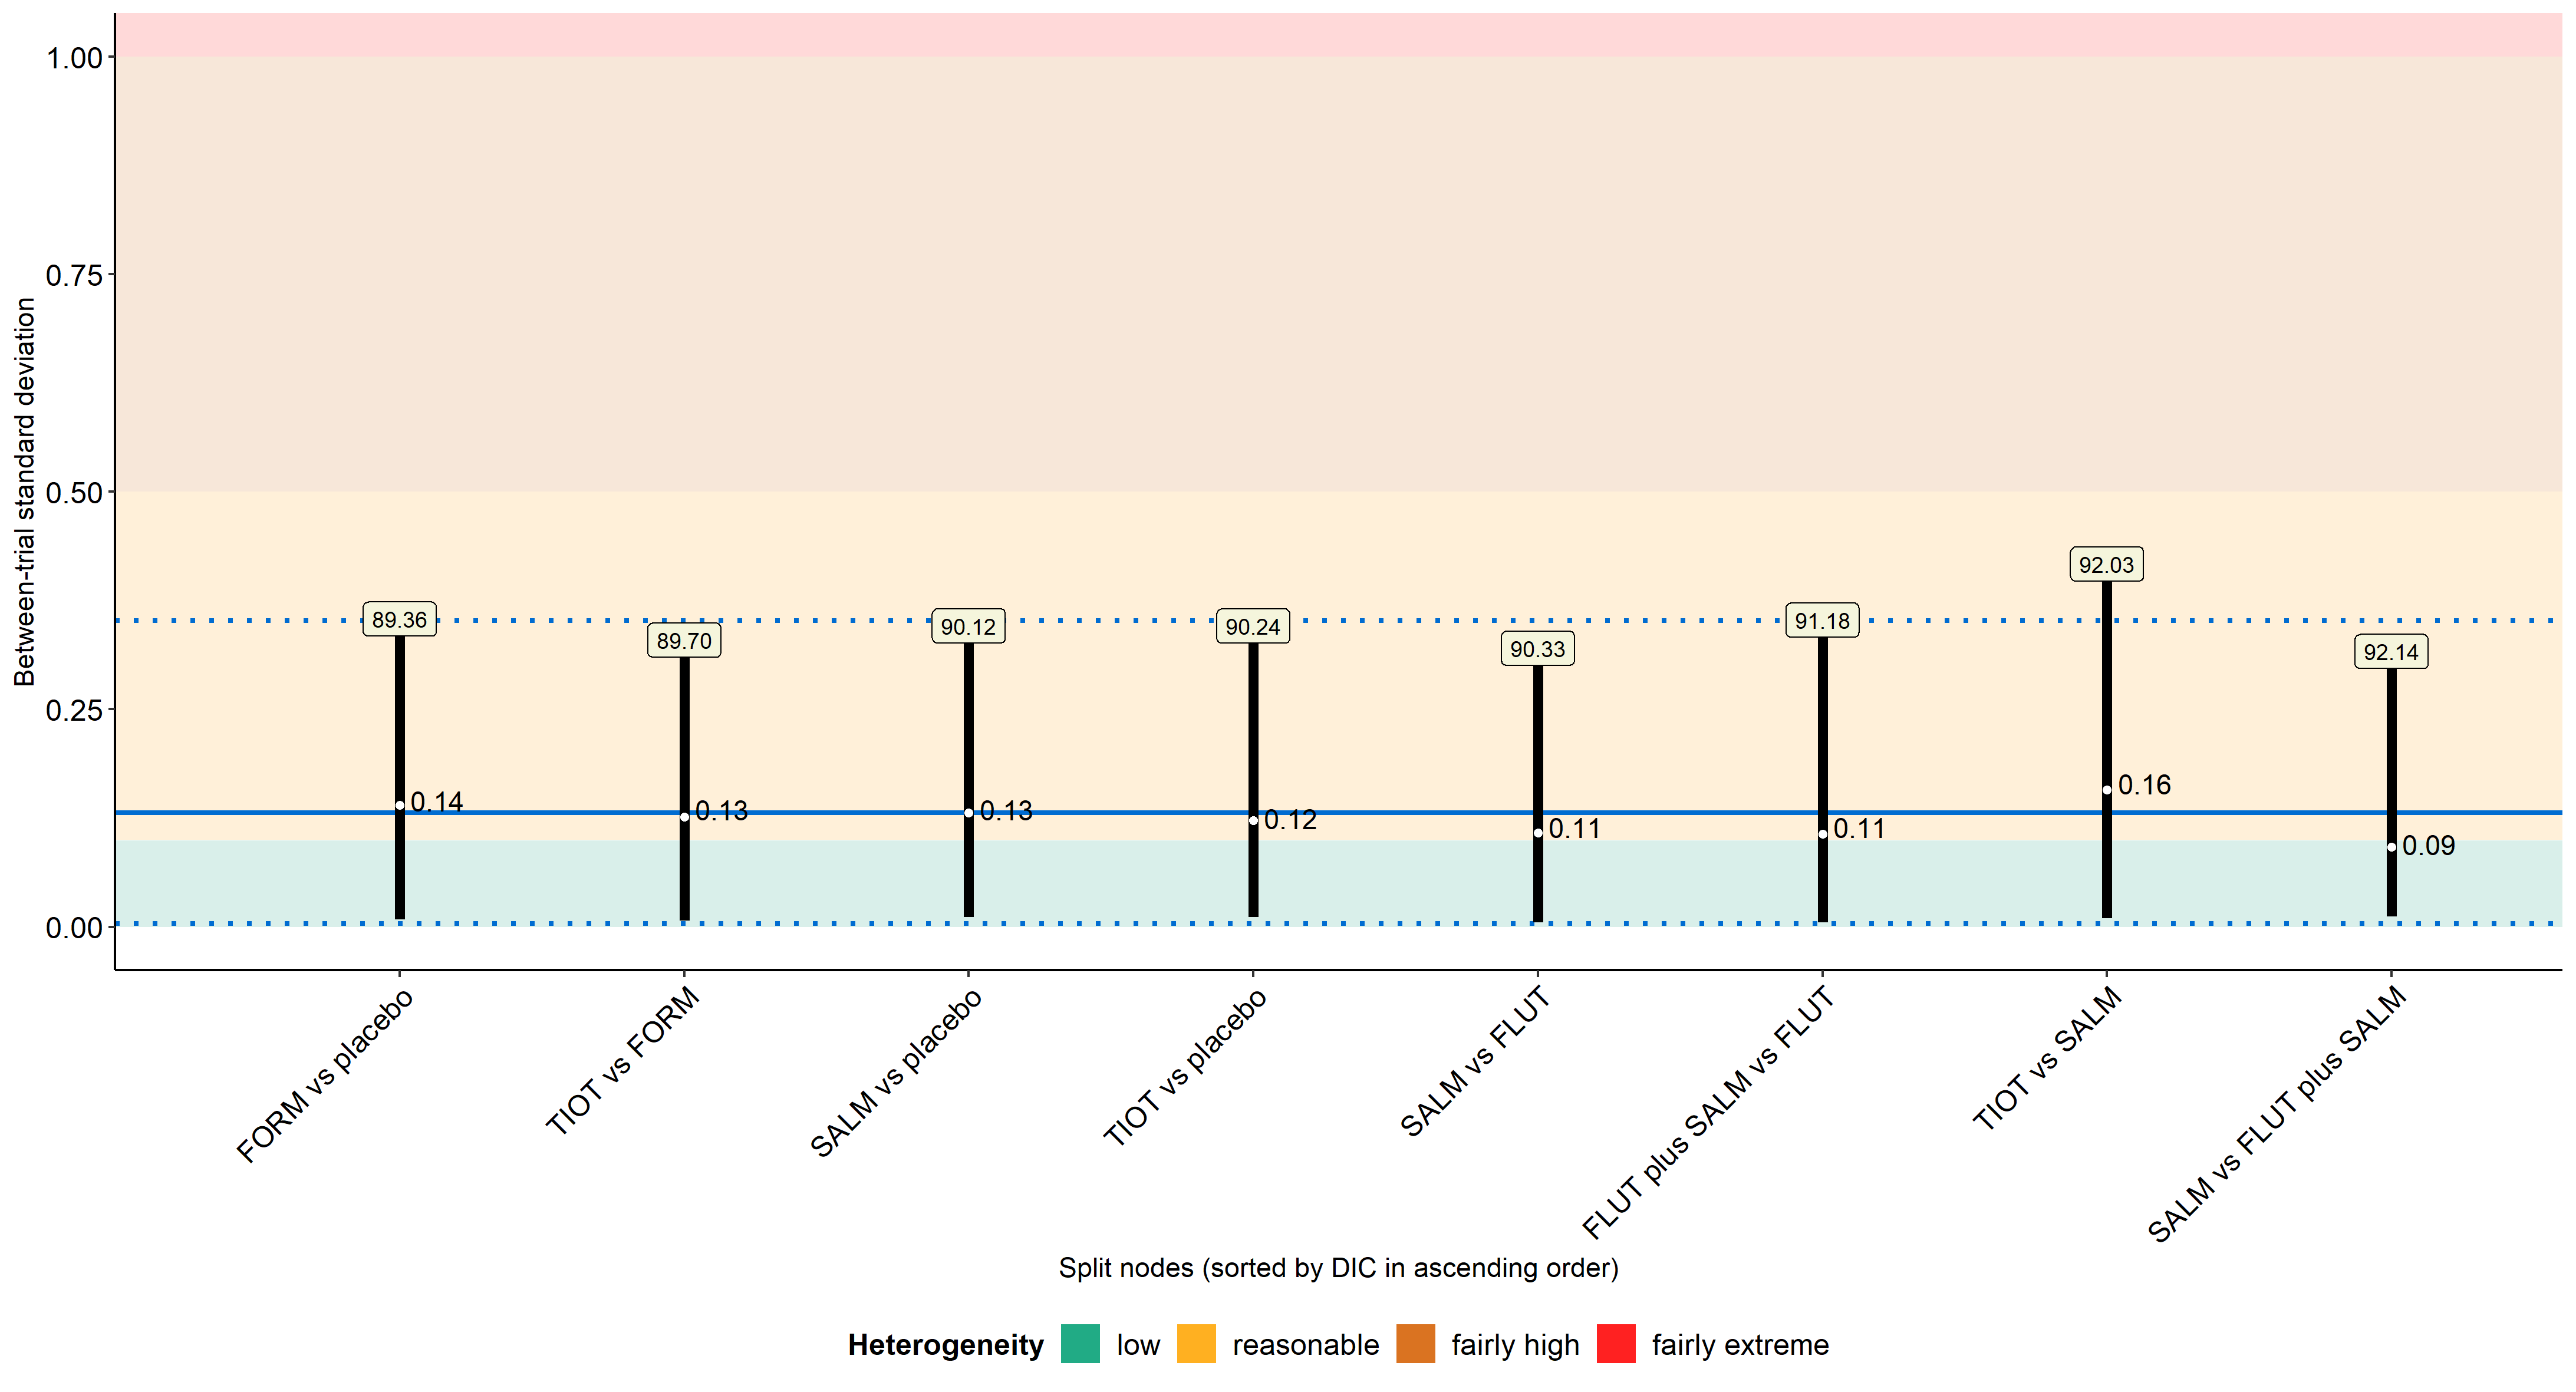 Between-trial standard deviation
1.00
0.75
0.50
0.25
0.00
89.36
89.70
90.12
90.24
90.33
91.18
92.03
92.14
0.14
0.13
0.13
0.12
0.11
0.11
0.16
0.09
FORM vs placebo
TIOT vs FORM
SALM vs placebo
TIOT vs placebo
SALM vs FLUT
FLUT plus SALM vs FLUT
TIOT vs SALM
SALM vs FLUT plus SALM
Split nodes (sorted by DIC in ascending order)
Heterogeneity low reasonable fairly high fairly extreme